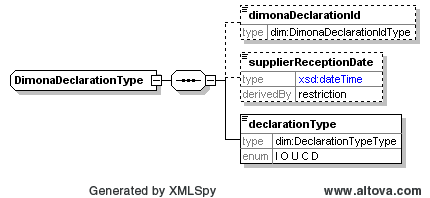 dimonaDeclarationId
type dim:DimonaDeclarationIdType
DimonaDeclarationType
supplierReceptionDate
type xsd:dateTime
derivedBy restriction
declarationType
type dim:DeclarationTypeType
enum I O U C D
Generated by XMLSpy www.altova.com